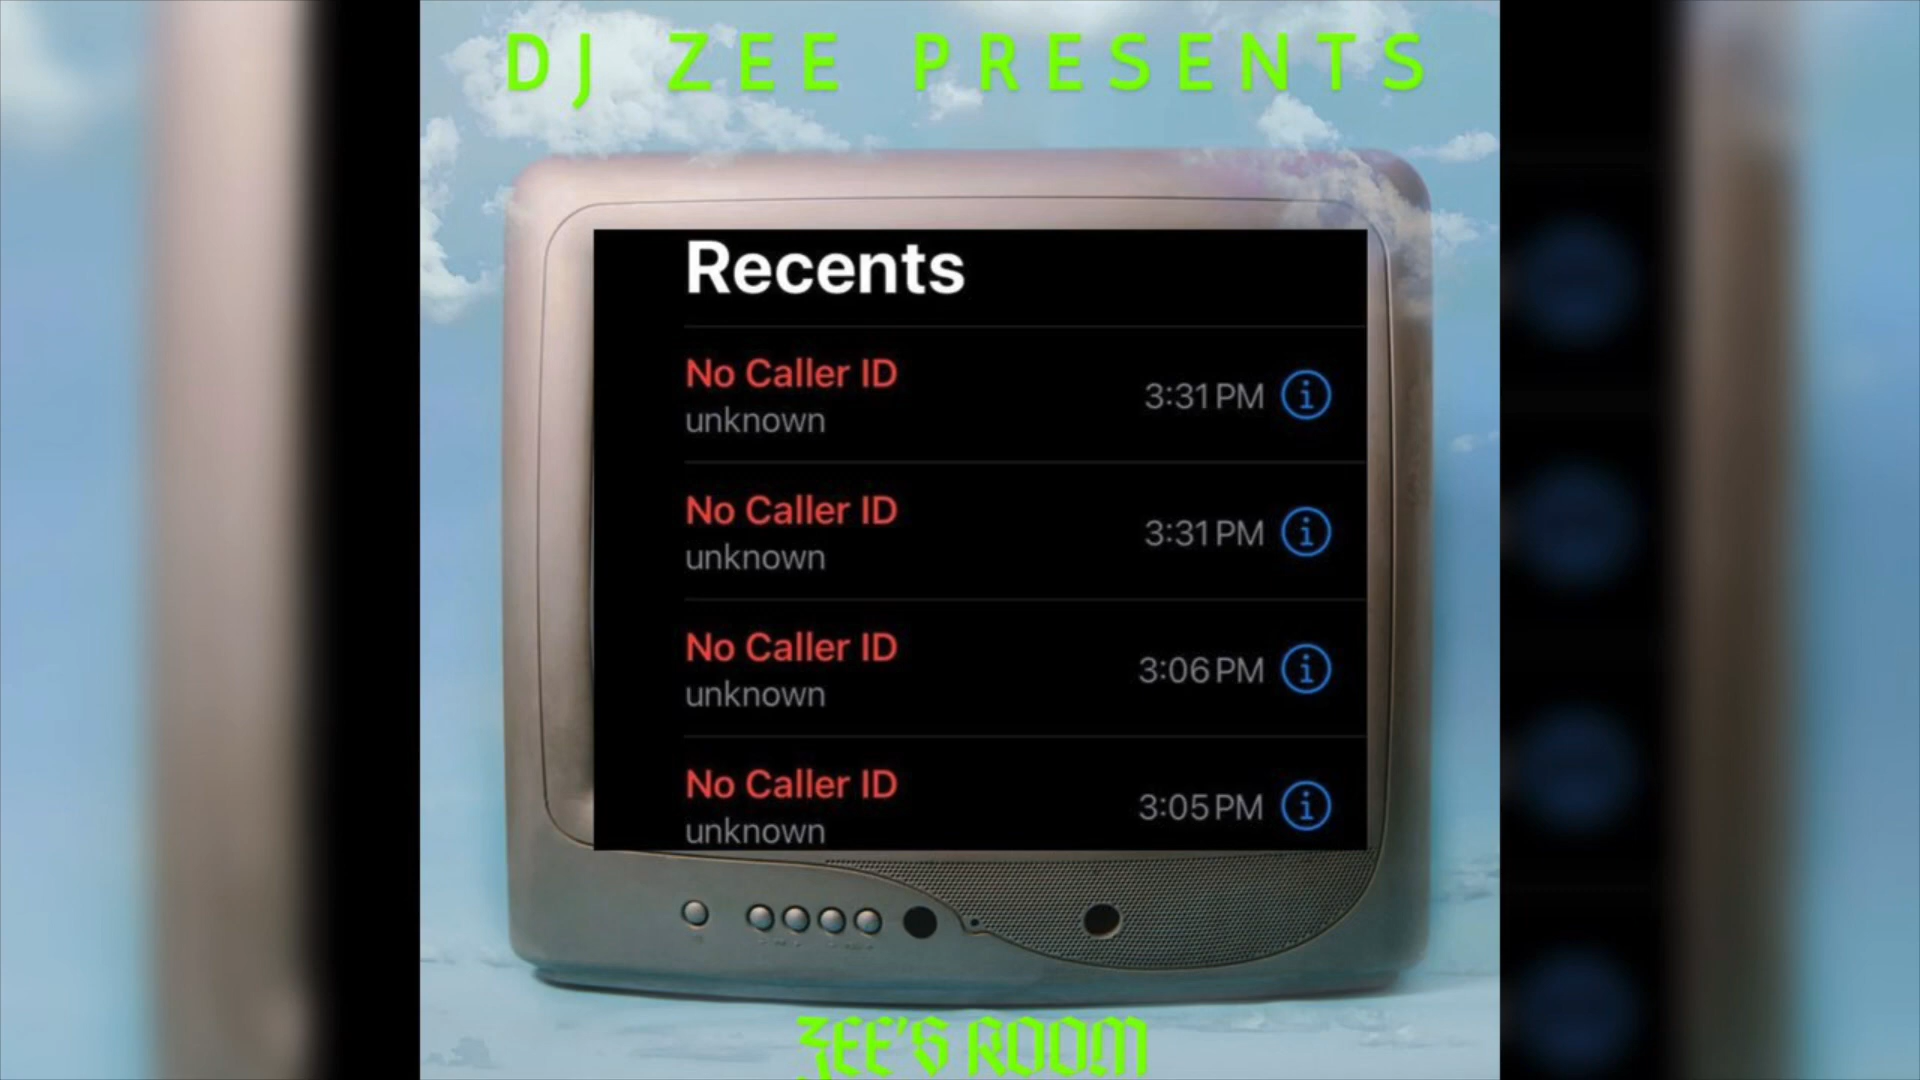 DJ ZEE PRESENTS
Recents
No Caller ID
unknown
3:31 PM
No Caller ID
unknown
3:31 PM
No Caller ID
unknown
3:06 PM
No Caller ID
unknown
3:05 PM
ZEE'S ROOM